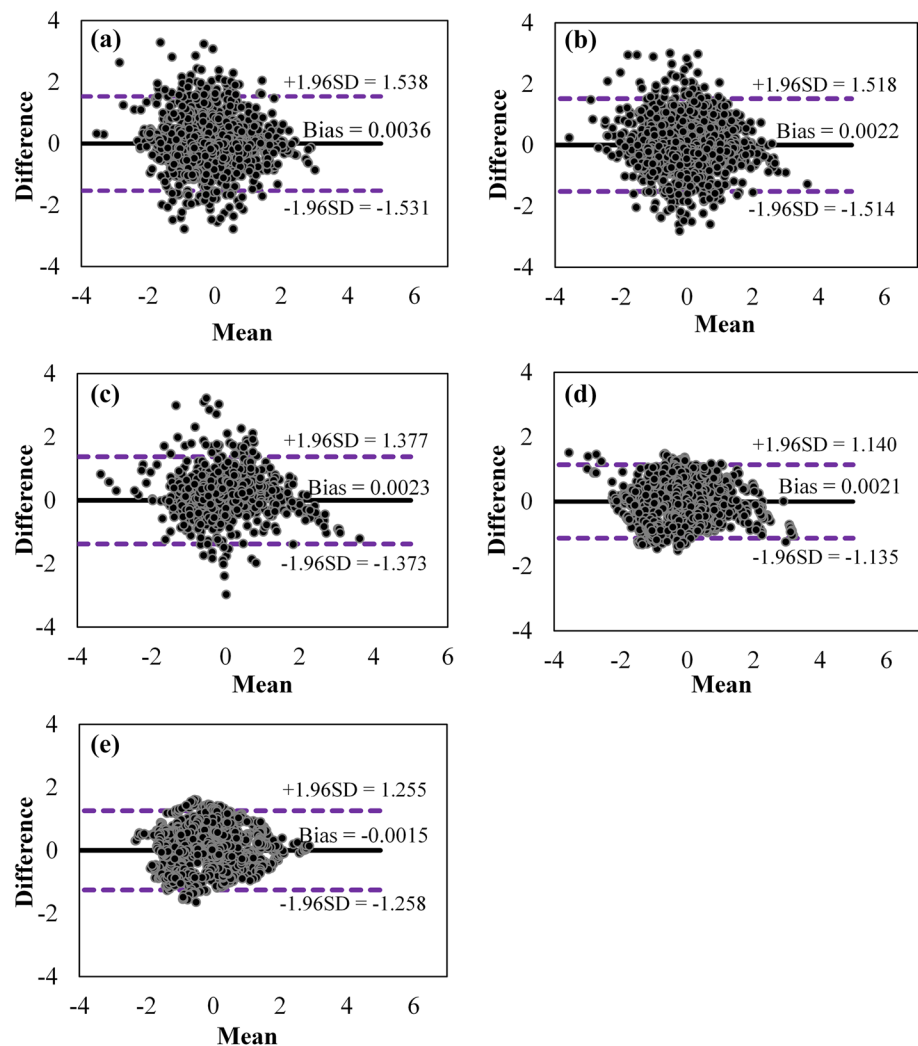 (a)
4
2
0
-2
-4
Difference
+1.96SD = 1.538
Bias = 0.0036
-1.96SD = -1.531
-4 -2 0 2 4 6
Mean
(b)
4
2
0
-2
-4
Difference
+1.96SD = 1.518
Bias = 0.0022
-1.96SD = -1.514
-4 -2 0 2 4 6
Mean
(c)
4
2
0
-2
-4
Difference
+1.96SD = 1.377
Bias = 0.0023
-1.96SD = -1.373
-4 -2 0 2 4 6
Mean
(d)
4
2
0
-2
-4
Difference
+1.96SD = 1.140
Bias = 0.0021
-1.96SD = -1.135
-4 -2 0 2 4 6
Mean
(e)
4
2
0
-2
-4
Difference
+1.96SD = 1.255
Bias = -0.0015
-1.96SD = -1.258
-4 -2 0 2 4 6
Mean